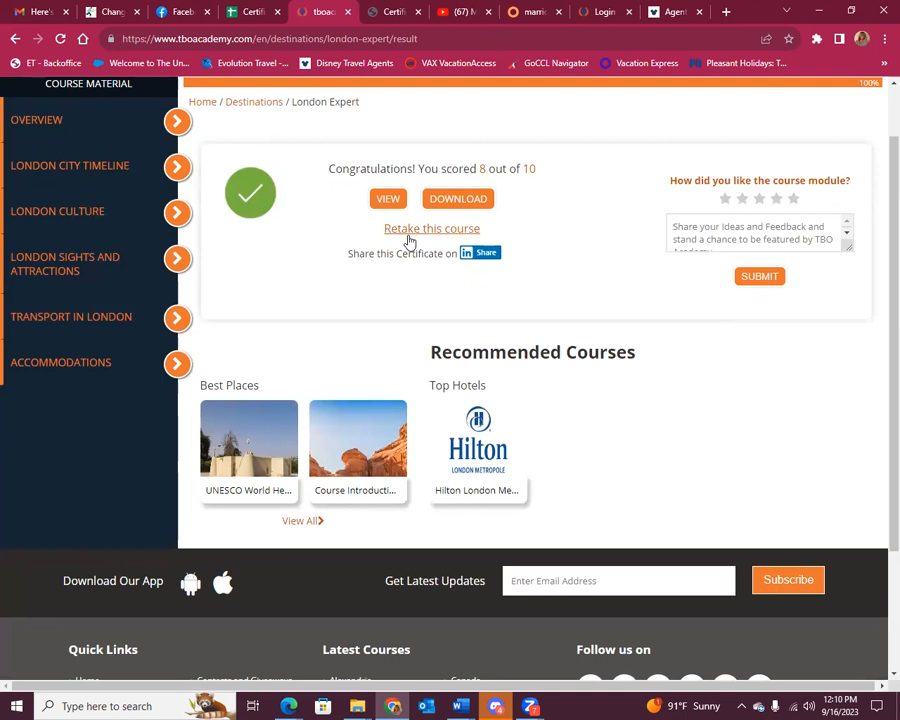 Here's
Chang
Faceb
Certifi
tboac
Certifi
(67) M
marri
Login
Agent
https://www.tboacademy.com/en/destinations/london-expert/result
ET - Backoffice
Welcome to The Un...
Evolution Travel -...
Disney Travel Agents
VAX VacationAccess
GoCCL Navigator
Vacation Express
Pleasant Holidays: T...
COURSE MATERIAL
100%
Home / Destinations / London Expert
OVERVIEW
LONDON CITY TIMELINE
LONDON CULTURE
LONDON SIGHTS AND
ATTRACTIONS
TRANSPORT IN LONDON
ACCOMMODATIONS
Congratulations! You scored 8 out of 10
VIEW
DOWNLOAD
Retake this course
Share this Certificate on
in Share
How did you like the course module?
Share your Ideas and Feedback and
stand a chance to be featured by TBO
SUBMIT
Recommended Courses
Best Places
Top Hotels
Hilton
LONDON METROPOLE
UNESCO World He...
Course Introducti...
Hilton London Me...
View All
Download Our App
Get Latest Updates
Enter Email Address
Subscribe
Quick Links
Latest Courses
Follow us on
Type here to search
91°F Sunny
12:10 PM
9/16/2023